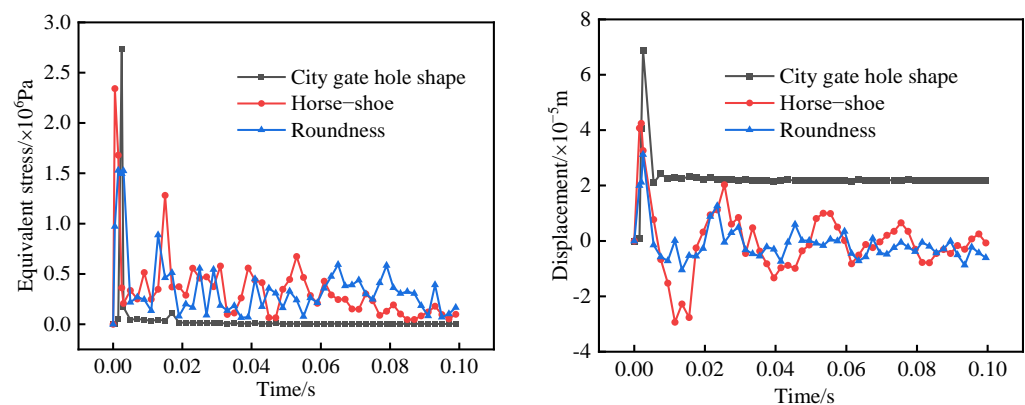 3.0
2.5
2.0
1.5
1.0
0.5
0.0
Equivalent stress/×10⁶Pa
City gate hole shape
Horse−shoe
Roundness
0.00 0.02 0.04 0.06 0.08 0.10
Time/s
8
6
4
2
0
-2
-4
Displacement/×10⁻⁵m
City gate hole shape
Horse−shoe
Roundness
0.00 0.02 0.04 0.06 0.08 0.10
Time/s